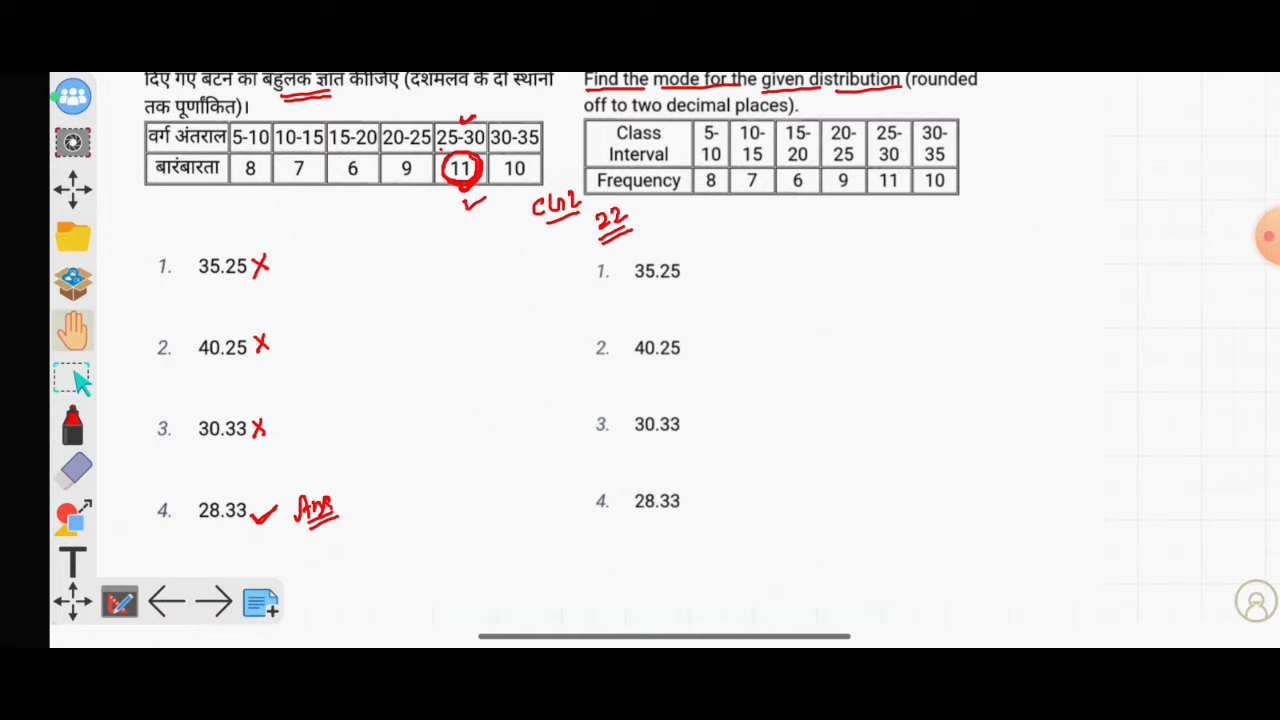 दिए गए बटन का बहुलक ज्ञात कीजिए (दशमलव के दो स्थानों
तक पूर्णांकित)।
वर्ग अंतराल 5-10 10-15 15-20 20-25 25-30 30-35
बारंबारता 8 7 6 9 11 10
1. 35.25
2. 40.25
3. 30.33
4. 28.33 Ans
22
Find the mode for the given distribution (rounded
off to two decimal places).
Class Interval 5-10 10-15 15-20 20-25 25-30 30-35
Frequency 8 7 6 9 11 10
1. 35.25
2. 40.25
3. 30.33
4. 28.33
T